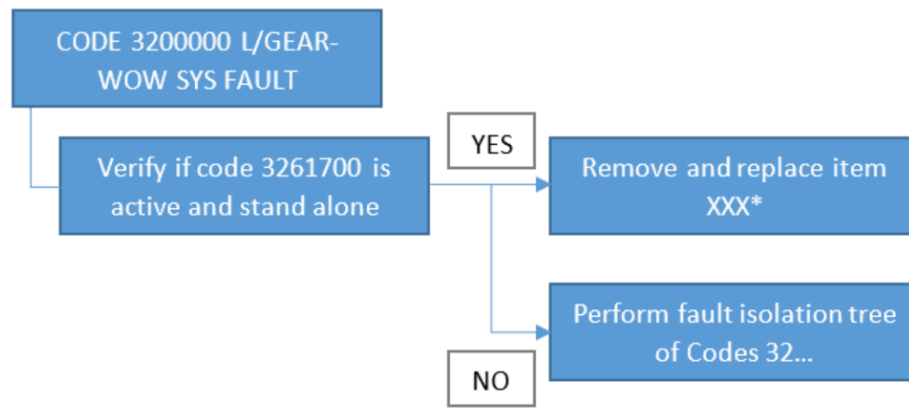 CODE 3200000 L/GEAR-
WOW SYS FAULT
Verify if code 3261700 is
active and stand alone
YES
Remove and replace item
XXX*
Perform fault isolation tree
of Codes 32...
NO